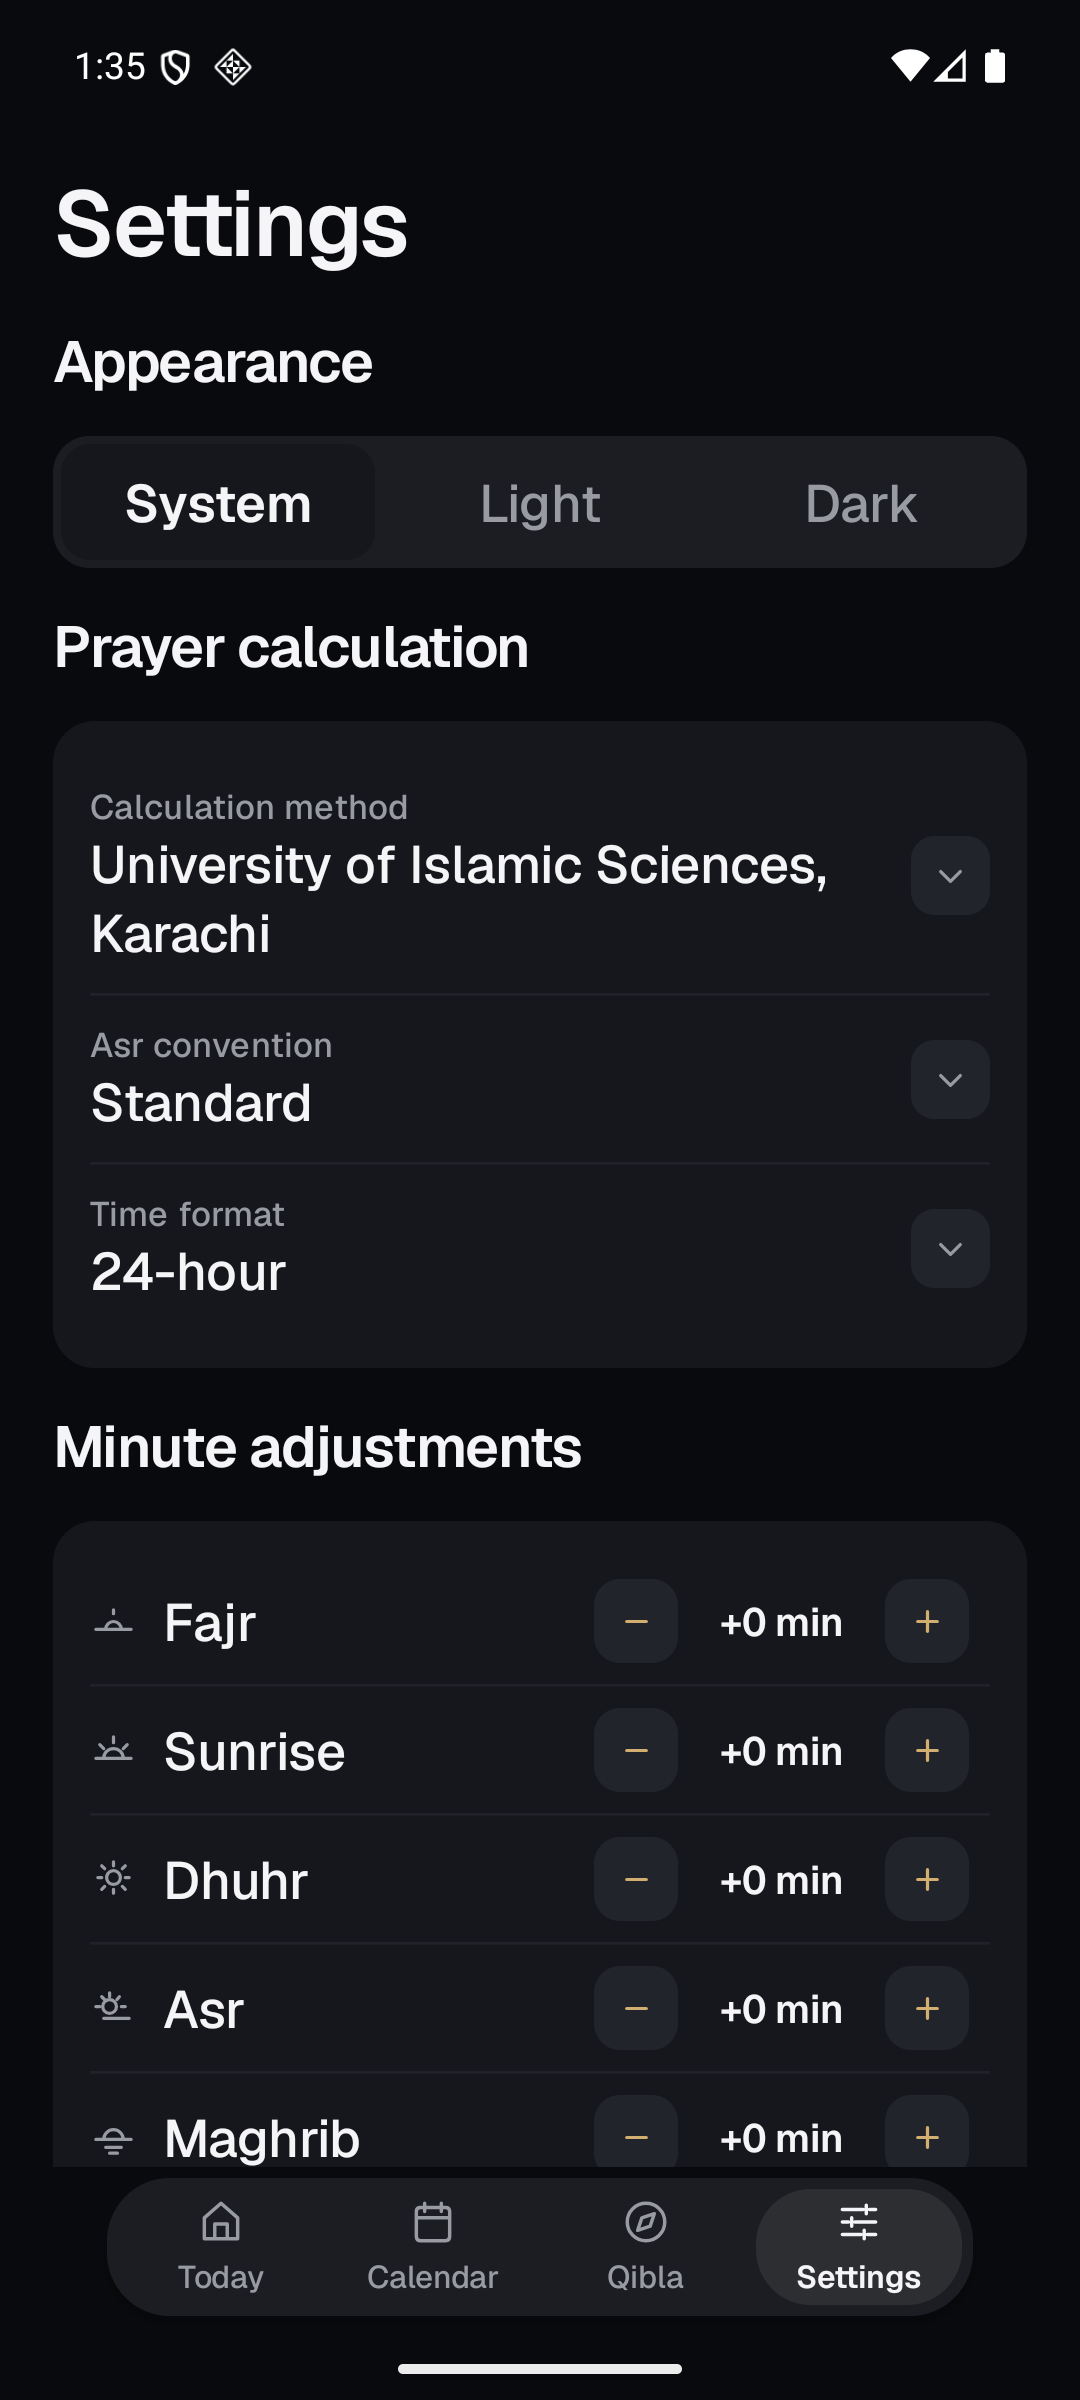 1:35
Settings
Appearance
System Light Dark
Prayer calculation
Calculation method
University of Islamic Sciences,
Karachi
Asr convention
Standard
Time format
24-hour
Minute adjustments
Fajr − +0 min +
Sunrise − +0 min +
Dhuhr − +0 min +
Asr − +0 min +
Maghrib − +0 min +
Today Calendar Qibla Settings